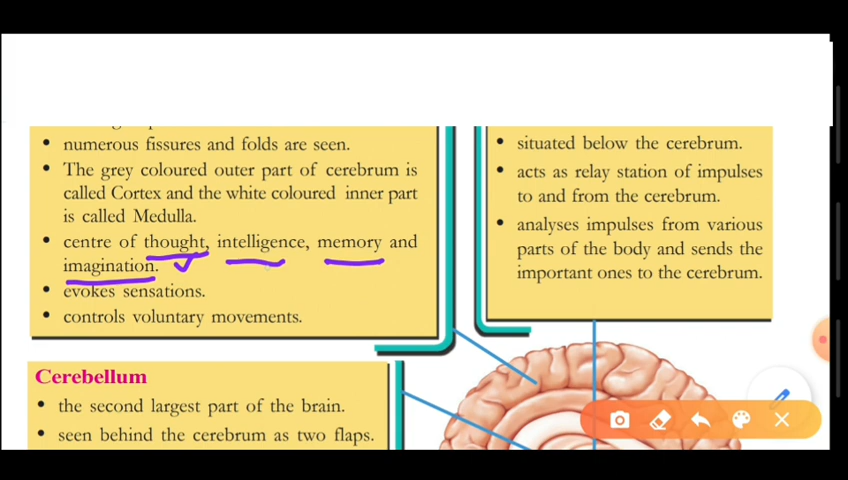 numerous fissures and folds are seen.
The grey coloured outer part of cerebrum is
called Cortex and the white coloured inner part
is called Medulla.
centre of thought, intelligence, memory and
imagination.
evokes sensations.
controls voluntary movements.
situated below the cerebrum.
acts as relay station of impulses
to and from the cerebrum.
analyses impulses from various
parts of the body and sends the
important ones to the cerebrum.
Cerebellum
the second largest part of the brain.
seen behind the cerebrum as two flaps.